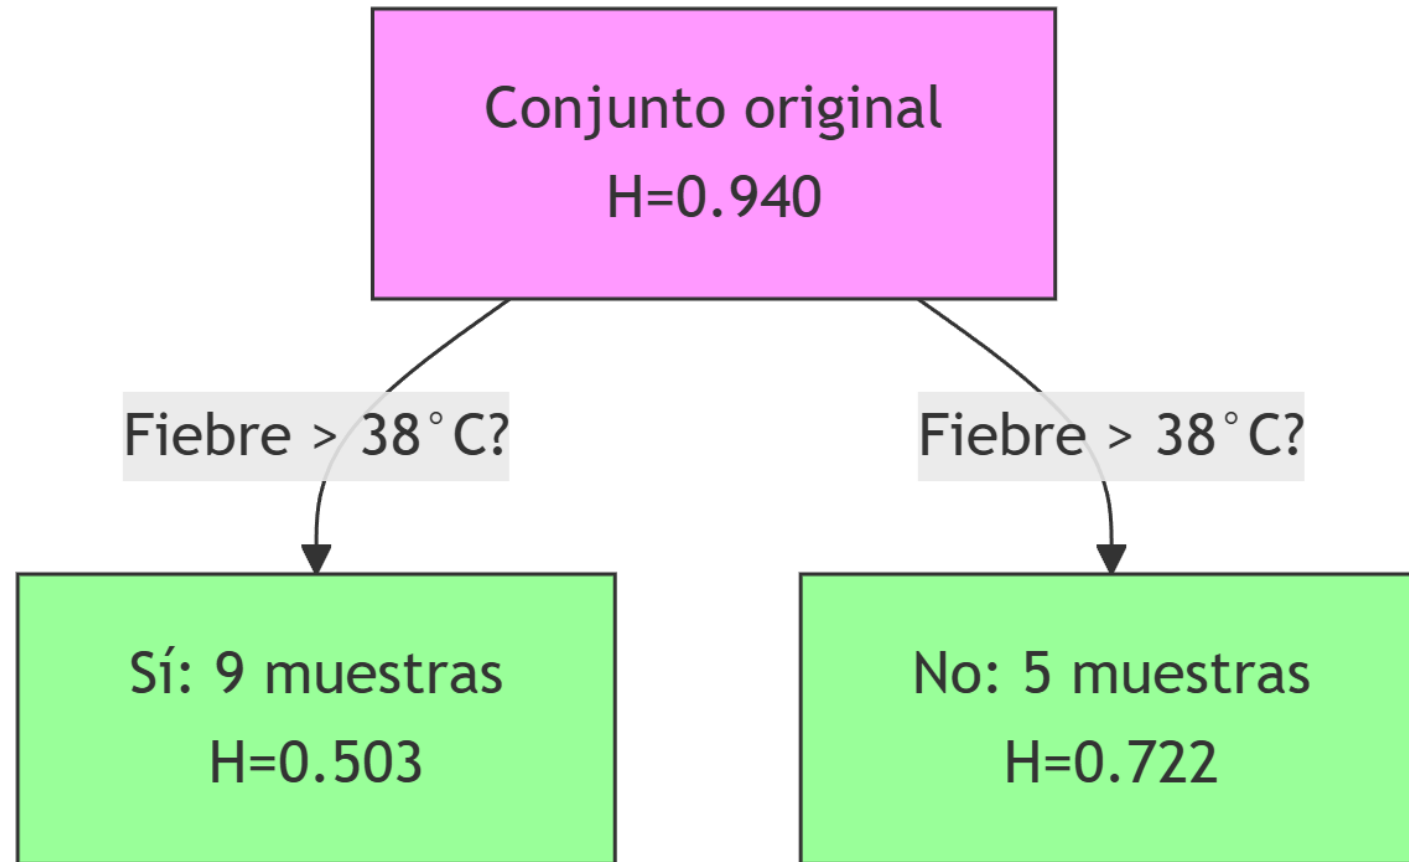 Conjunto original
H=0.940
Fiebre > 38°C?
Fiebre > 38°C?
Sí: 9 muestras
H=0.503
No: 5 muestras
H=0.722